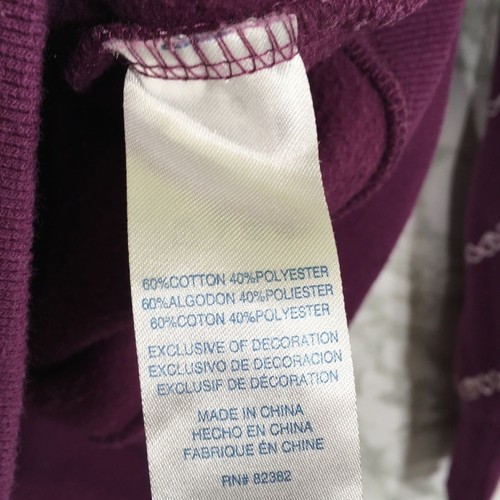 60%COTTON 40%POLYESTER
60%ALGODON 40%POLIESTER
60%COTON 40%POLYESTER
EXCLUSIVE OF DECORATION
EXCLUSIVO DE DECORACION
EXCLUSIF DE DÉCORATION
MADE IN CHINA
HECHO EN CHINA
FABRIQUÉ EN CHINE
RN# 82382